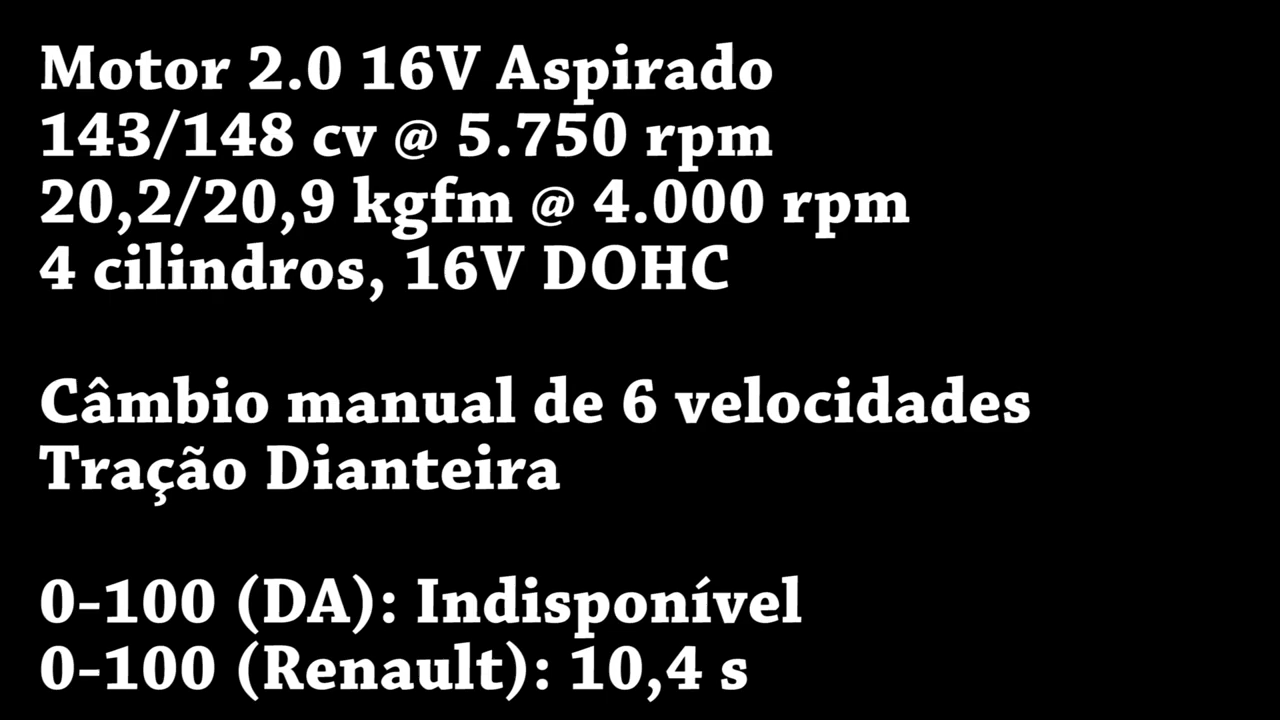 Motor 2.0 16V Aspirado
143/148 cv @ 5.750 rpm
20,2/20,9 kgfm @ 4.000 rpm
4 cilindros, 16V DOHC
Câmbio manual de 6 velocidades
Tração Dianteira
0-100 (DA): Indisponível
0-100 (Renault): 10,4 s